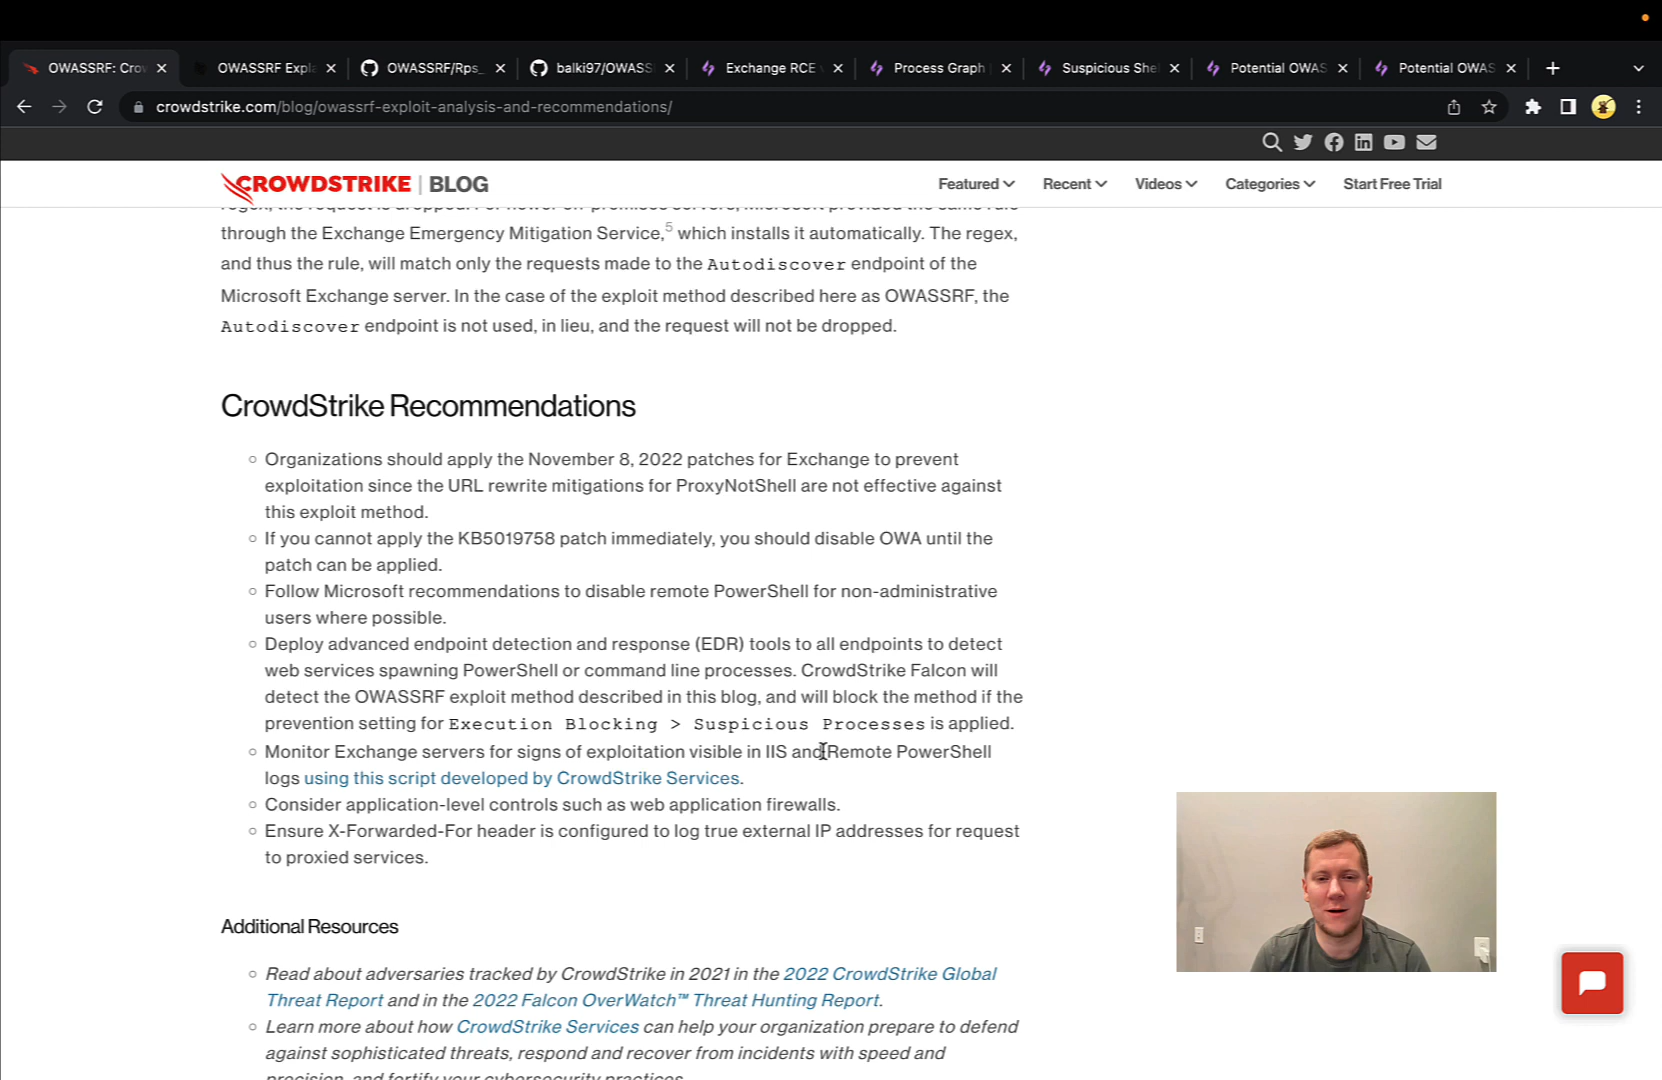 OWASSRF: Crow
OWASSRF Expla
OWASSRF/Rps_
balki97/OWASS
Exchange RCE v
Process Graph
Suspicious Shel
Potential OWAS
Potential OWAS
crowdstrike.com/blog/owassrf-exploit-analysis-and-recommendations/
CROWDSTRIKE | BLOG
Featured
Recent
Videos
Categories
Start Free Trial
through the Exchange Emergency Mitigation Service,5 which installs it automatically. The regex,
and thus the rule, will match only the requests made to the Autodiscover endpoint of the
Microsoft Exchange server. In the case of the exploit method described here as OWASSRF, the
Autodiscover endpoint is not used, in lieu, and the request will not be dropped.
CrowdStrike Recommendations
Organizations should apply the November 8, 2022 patches for Exchange to prevent
exploitation since the URL rewrite mitigations for ProxyNotShell are not effective against
this exploit method.
If you cannot apply the KB5019758 patch immediately, you should disable OWA until the
patch can be applied.
Follow Microsoft recommendations to disable remote PowerShell for non-administrative
users where possible.
Deploy advanced endpoint detection and response (EDR) tools to all endpoints to detect
web services spawning PowerShell or command line processes. CrowdStrike Falcon will
detect the OWASSRF exploit method described in this blog, and will block the method if the
prevention setting for Execution Blocking > Suspicious Processes is applied.
Monitor Exchange servers for signs of exploitation visible in IIS and Remote PowerShell
logs using this script developed by CrowdStrike Services.
Consider application-level controls such as web application firewalls.
Ensure X-Forwarded-For header is configured to log true external IP addresses for request
to proxied services.
Additional Resources
Read about adversaries tracked by CrowdStrike in 2021 in the 2022 CrowdStrike Global
Threat Report and in the 2022 Falcon OverWatch™ Threat Hunting Report.
Learn more about how CrowdStrike Services can help your organization prepare to defend
against sophisticated threats, respond and recover from incidents with speed and
precision, and fortify your cybersecurity practices.